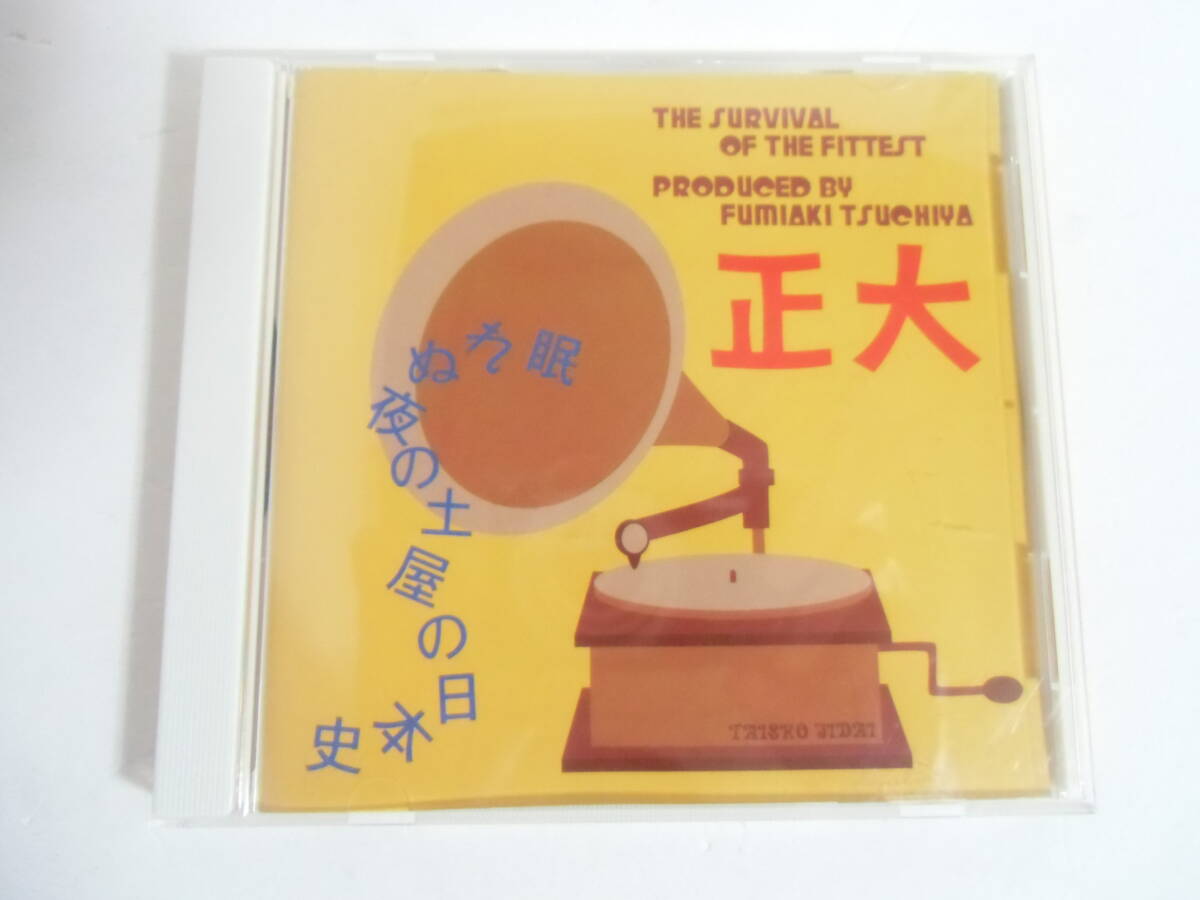 THE SURVIVAL
OF THE FITTEST
PRODUCED BY
FUMIAKI TSUCHIYA
正大
眠れぬ夜の土屋の日本史
TAISHO JIDAI